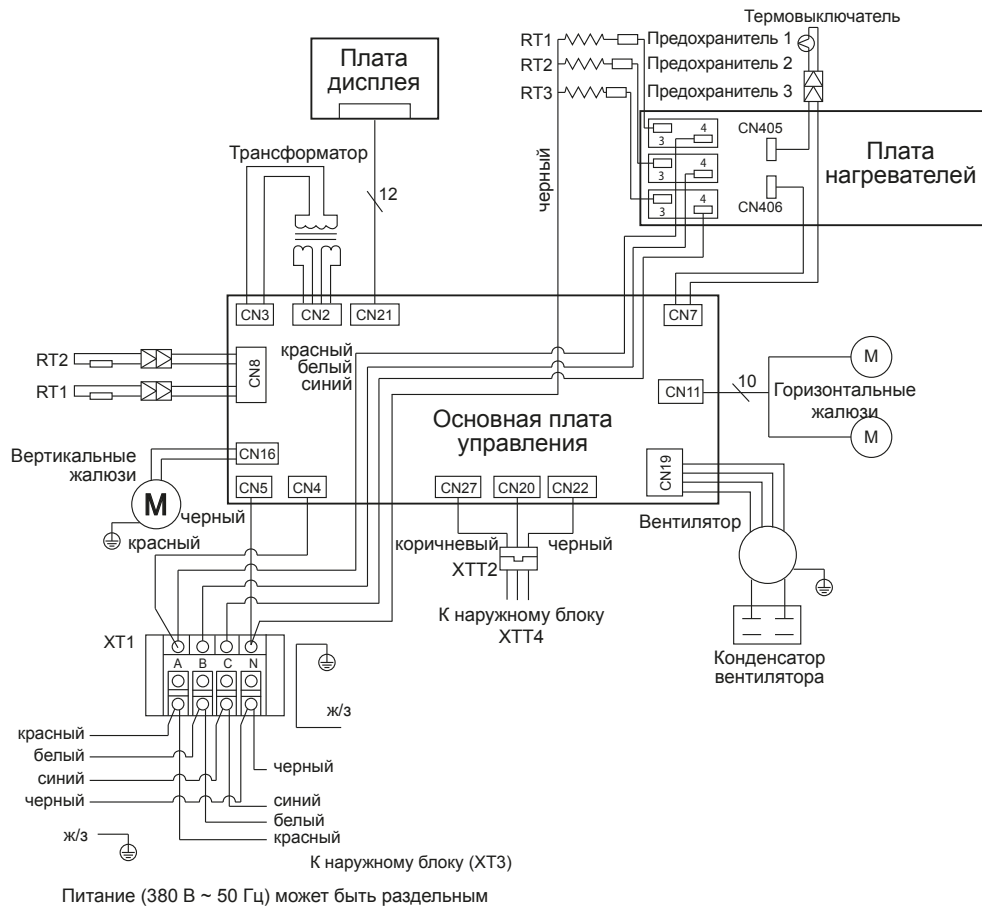 Термовыключатель
RT1
Предохранитель 1
RT2
Предохранитель 2
RT3
Предохранитель 3
Плата
дисплея
Трансформатор
12
черный
3
4
3
4
3
4
CN405
CN406
Плата
нагревателей
CN3
CN2
CN21
CN7
красный
белый
синий
RT2
RT1
CN8
CN11
10
M
Горизонтальные
жалюзи
M
Основная плата
управления
Вертикальные
жалюзи
CN16
CN19
CN5
CN4
CN27
CN20
CN22
M
черный
красный
Вентилятор
коричневый
черный
XTT2
К наружному блоку
XTT4
Конденсатор
вентилятора
XT1
A
B
C
N
ж/з
красный
белый
синий
черный
черный
синий
белый
красный
ж/з
К наружному блоку (XT3)
Питание (380 В ~ 50 Гц) может быть раздельным